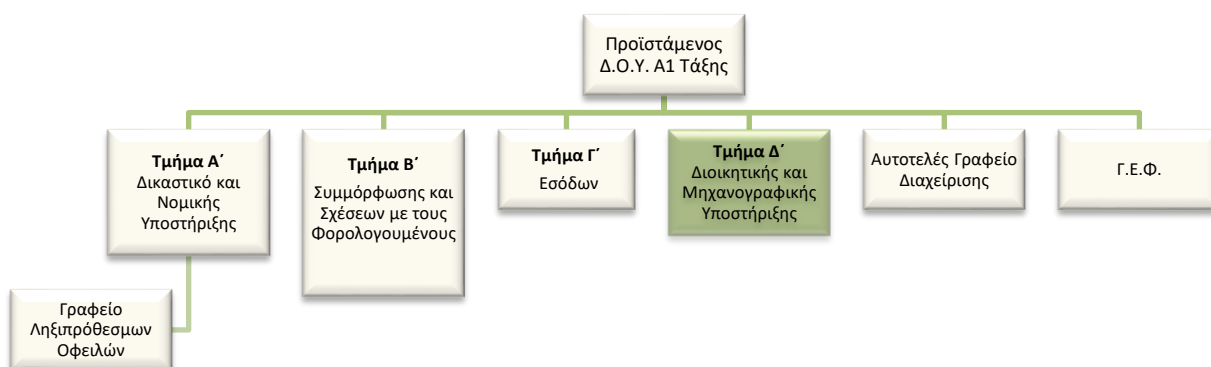 Προϊστάμενος
Δ.Ο.Υ. Α1 Τάξης
Τμήμα Α΄
Δικαστικό και
Νομικής
Υποστήριξης
Τμήμα Β΄
Συμμόρφωσης και
Σχέσεων με τους
Φορολογουμένους
Τμήμα Γ΄
Εσόδων
Τμήμα Δ΄
Διοικητικής και
Μηχανογραφικής
Υποστήριξης
Αυτοτελές Γραφείο
Διαχείρισης
Γ.Ε.Φ.
Γραφείο
Ληξιπρόθεσμων
Οφειλών